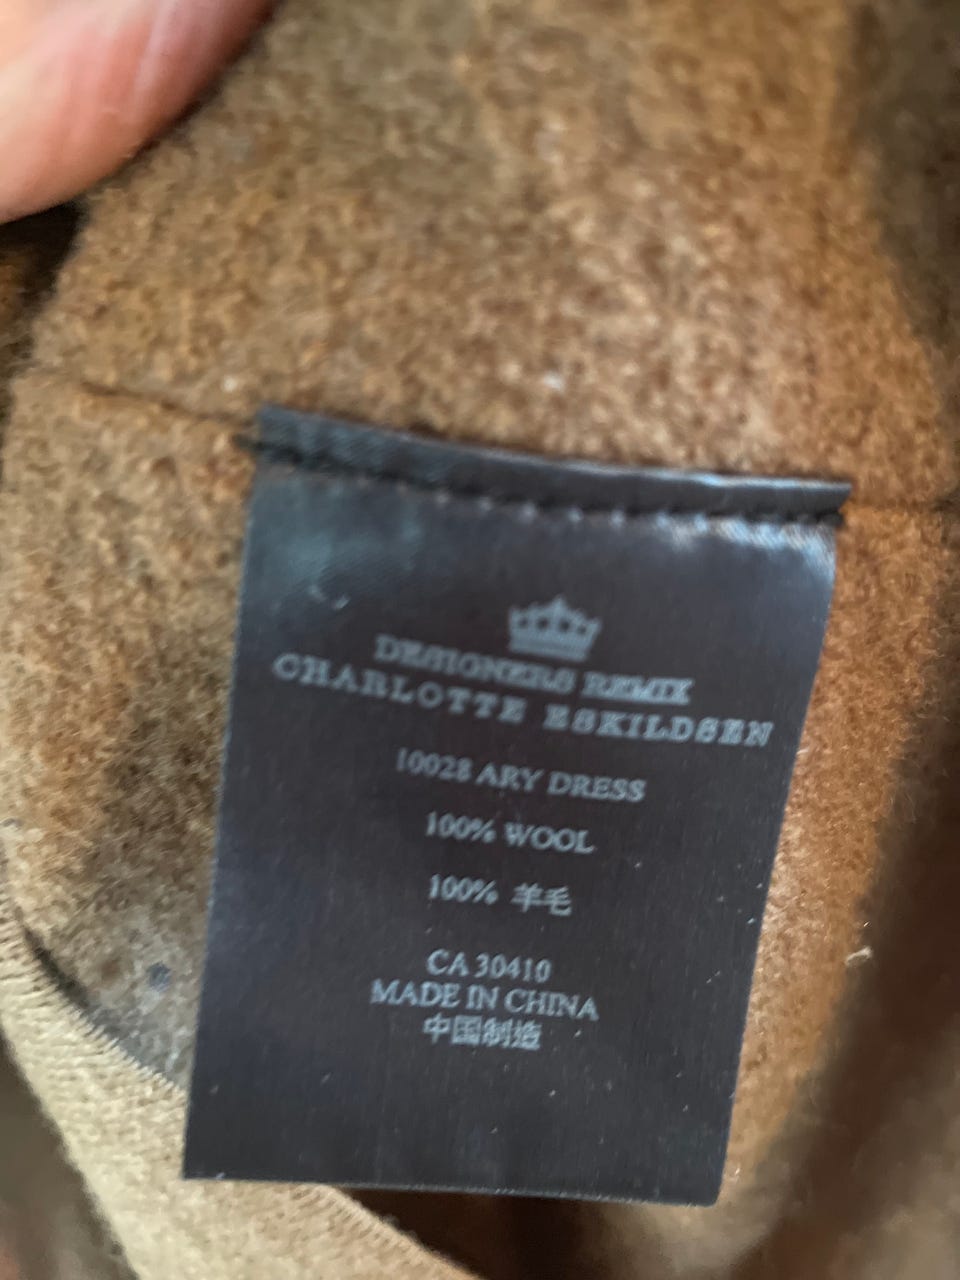 DESIGNERS REMIX
CHARLOTTE ESKILDSEN
10028 ARY DRESS
100% WOOL
100% 羊毛
CA 30410
MADE IN CHINA
中国制造